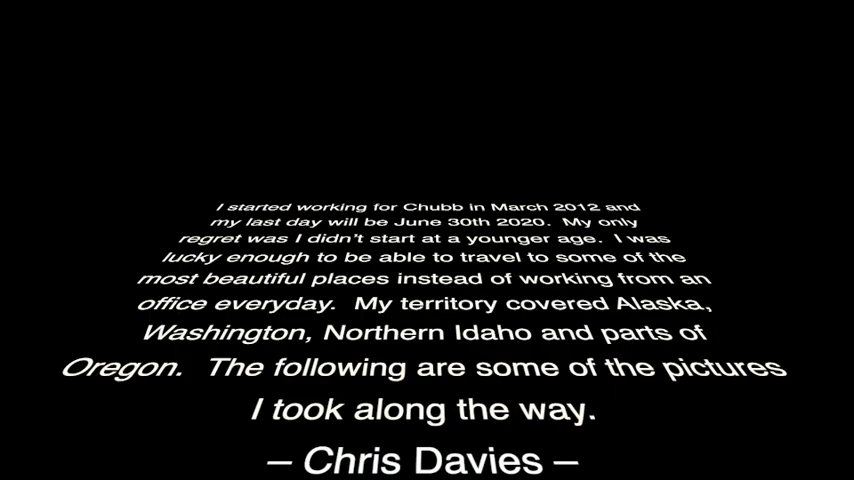 I started working for Chubb in March 2012 and
my last day will be June 30th 2020.  My only
regret was I didn't start at a younger age.  I was
lucky enough to be able to travel to some of the
most beautiful places instead of working from an
office everyday.  My territory covered Alaska,
Washington, Northern Idaho and parts of
Oregon.  The following are some of the pictures
I took along the way.
– Chris Davies –